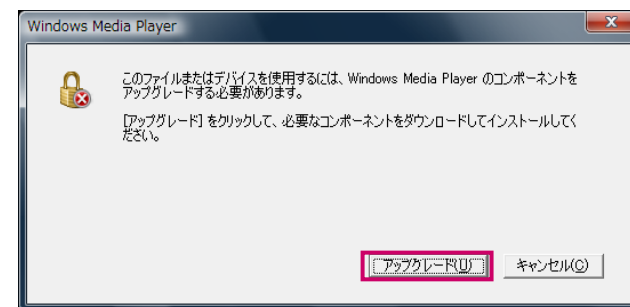 Windows Media Player
このファイルまたはデバイスを使用するには、Windows Media Player のコンポーネントを
アップグレードする必要があります。
[アップグレード] をクリックして、必要なコンポーネントをダウンロードしてインストールしてく
ださい。
アップグレード(U)
キャンセル(C)